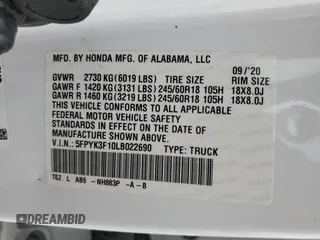 MFD. BY HONDA MFG. OF ALABAMA, LLC
09/'20
GVWR 2730 KG(6019 LBS) TIRE SIZE RIM SIZE
GAWR F 1420 KG(3131 LBS) 245/60R18 105H 18X8.0J
GAWR R 1460 KG(3219 LBS) 245/60R18 105H 18X8.0J
THIS VEHICLE CONFORMS TO ALL APPLICABLE
FEDERAL MOTOR VEHICLE SAFETY STANDARDS
IN EFFECT ON THE DATE OF MANUFACTURE SHOWN ABOVE.
V.I.N.: 5FPYK3F10LB022690 TYPE: TRUCK
T6Z L AB9 -NH883P -A -B
AUTOBIDMASTER